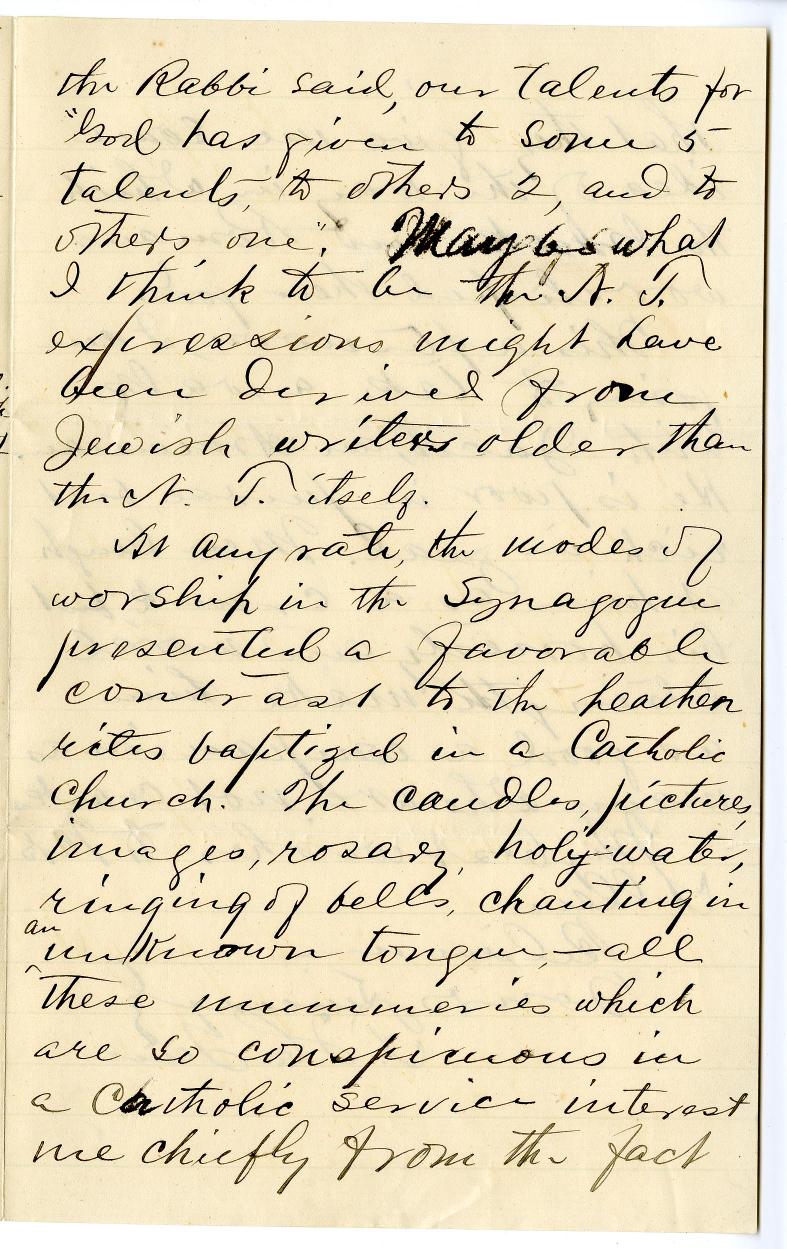 the Rabbi said, our talents for
"God has given to some 5
talents, to others 2, and to
others, one". May be what
I think to be the N. T.
expressions might have
been derived from
Jewish writers older than
the N. T. itself.
At any rate, the modes of
worship in the Synagogue
presented a favorable
contrast to the heathen
rites baptized in a Catholic
church. The candles, pictures,
images, rosary, holy-water,
ringing of bells, chanting in
an unknown tongue,—all
these mummeries which
are so conspicuous in
a Catholic service interest
me chiefly from the fact